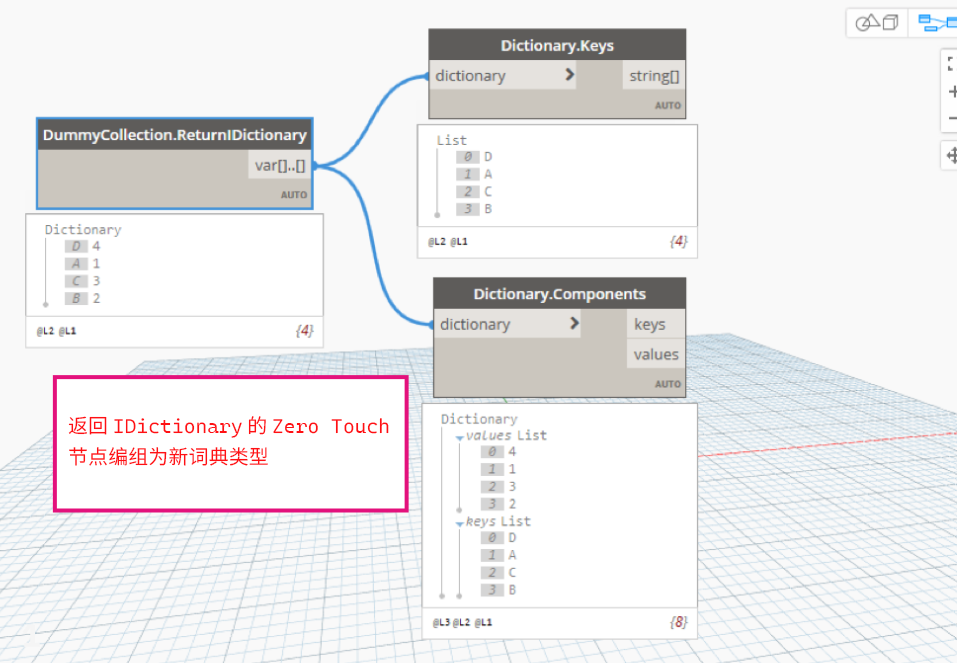 DummyCollection.ReturnIDictionary
var[]..[]
AUTO
Dictionary
D 4
A 1
C 3
B 2
@L2 @L1
{4}
Dictionary.Keys
dictionary
>
string[]
AUTO
List
0 D
1 A
2 C
3 B
@L2 @L1
{4}
Dictionary.Components
dictionary
>
keys
values
AUTO
Dictionary
values List
0 4
1 1
2 3
3 2
keys List
0 D
1 A
2 C
3 B
@L3 @L2 @L1
{8}
返回 IDictionary 的 Zero Touch
节点编组为新词典类型